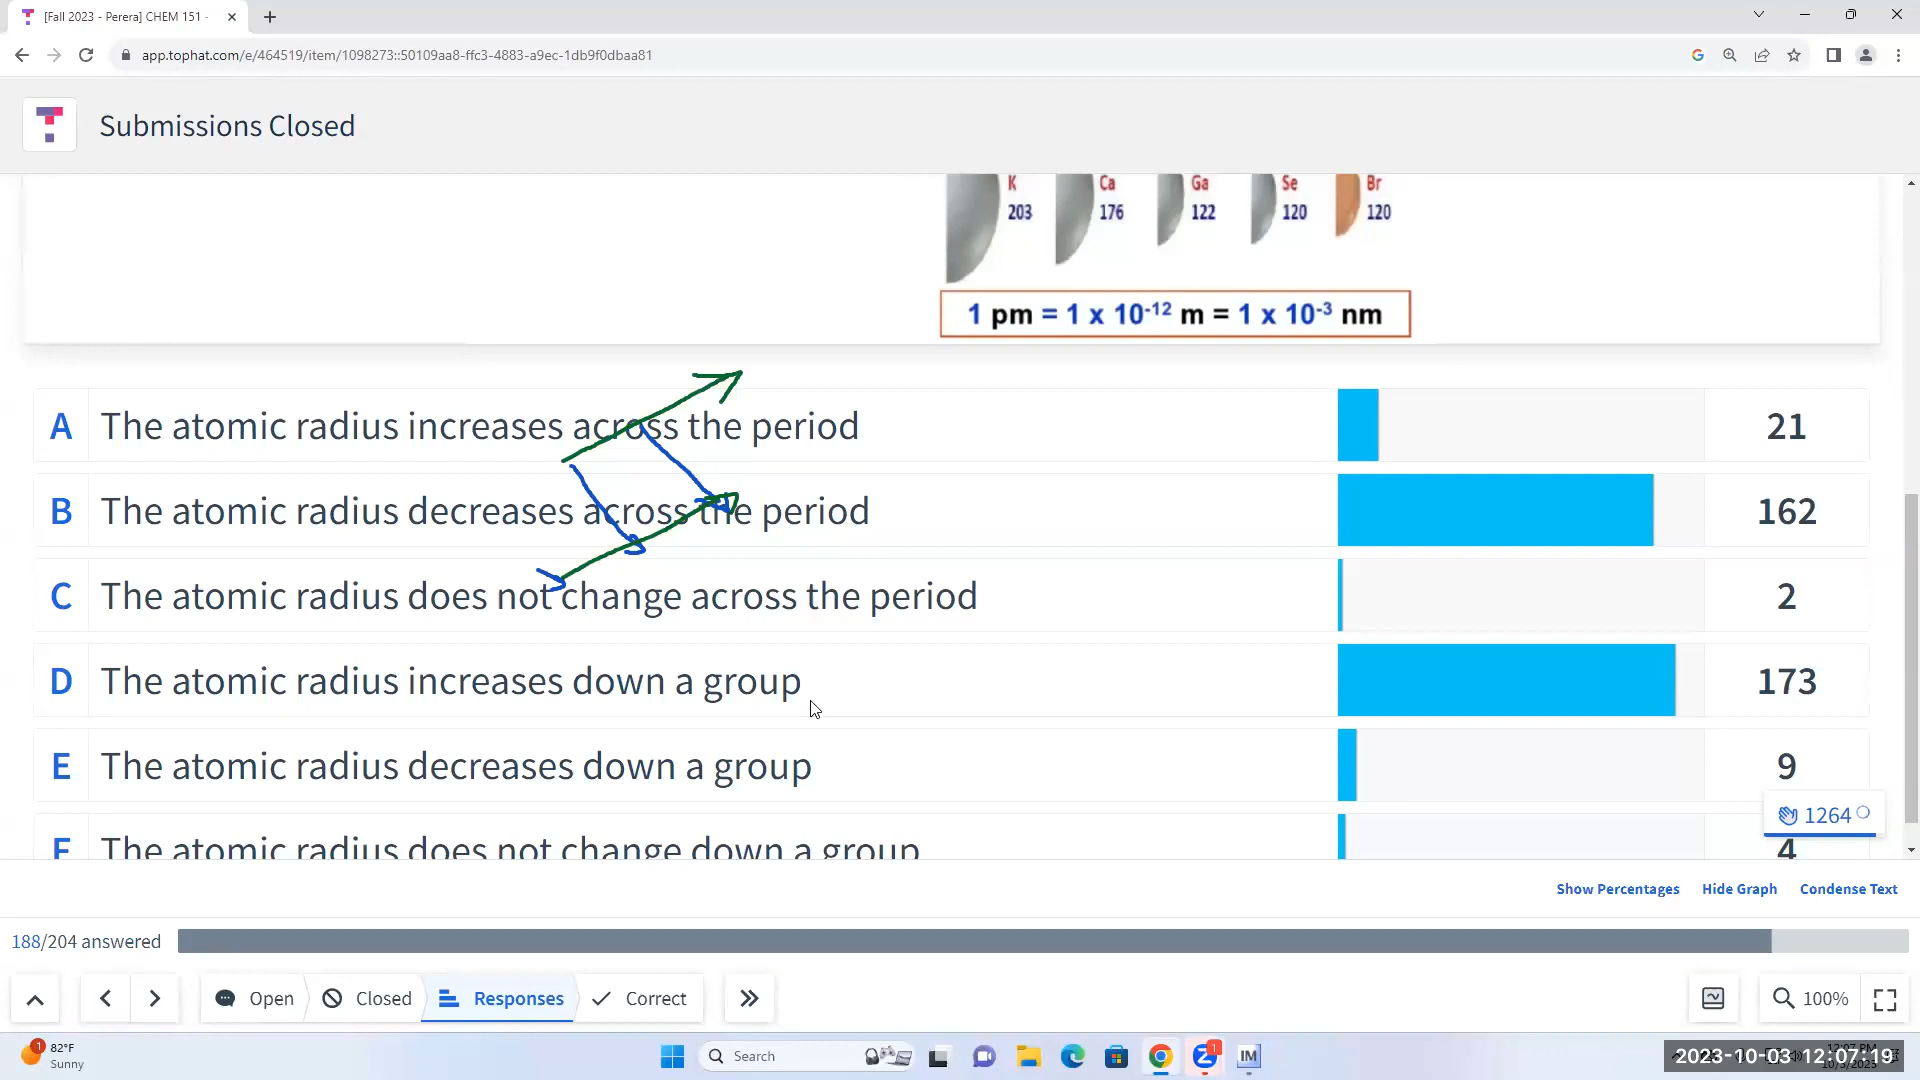 [Fall 2023 - Perera] CHEM 151 -
app.tophat.com/e/464519/item/1098273::50109aa8-ffc3-4883-a9ec-1db9f0dbaa81
Submissions Closed
K Ca Ga Se Br
203 176 122 120 120
1 pm = 1 x 10⁻¹² m = 1 x 10⁻³ nm
A The atomic radius increases across the period 21
B The atomic radius decreases across the period 162
C The atomic radius does not change across the period 2
D The atomic radius increases down a group 173
E The atomic radius decreases down a group 9
1264
F The atomic radius does not change down a group 4
Show Percentages Hide Graph Condense Text
188/204 answered
Open Closed Responses Correct 100%
1 82°F
Sunny
Search
1
IM
2023-10-03 12:07:19